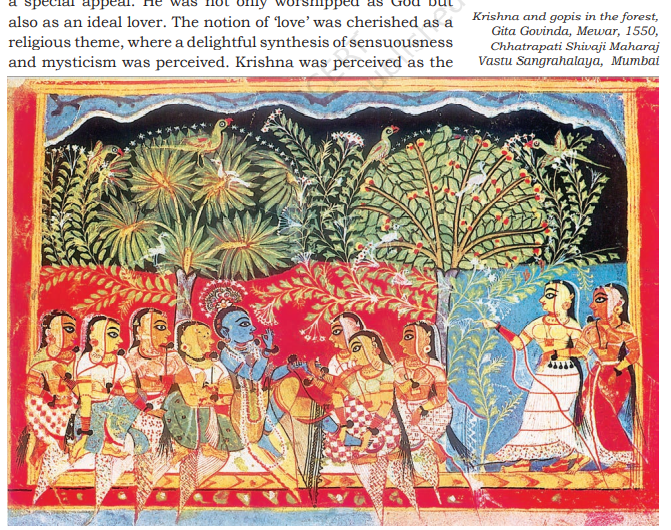 a special appeal. He was not only worshipped as God but
also as an ideal lover. The notion of ‘love’ was cherished as a
religious theme, where a delightful synthesis of sensuousness
and mysticism was perceived. Krishna was perceived as the
Krishna and gopis in the forest,
Gita Govinda, Mewar, 1550,
Chhatrapati Shivaji Maharaj
Vastu Sangrahalaya, Mumbai